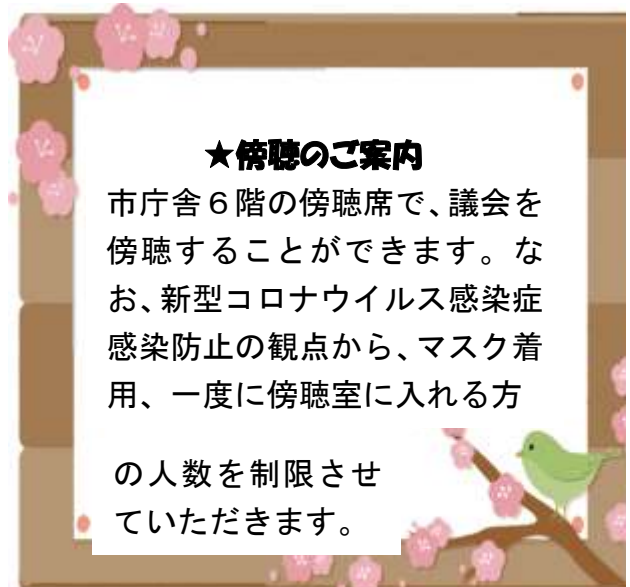 ★傍聴のご案内
市庁舎６階の傍聴席で、議会を
傍聴することができます。な
お、新型コロナウイルス感染症
感染防止の観点から、マスク着
用、一度に傍聴室に入れる方
の人数を制限させ
ていただきます。